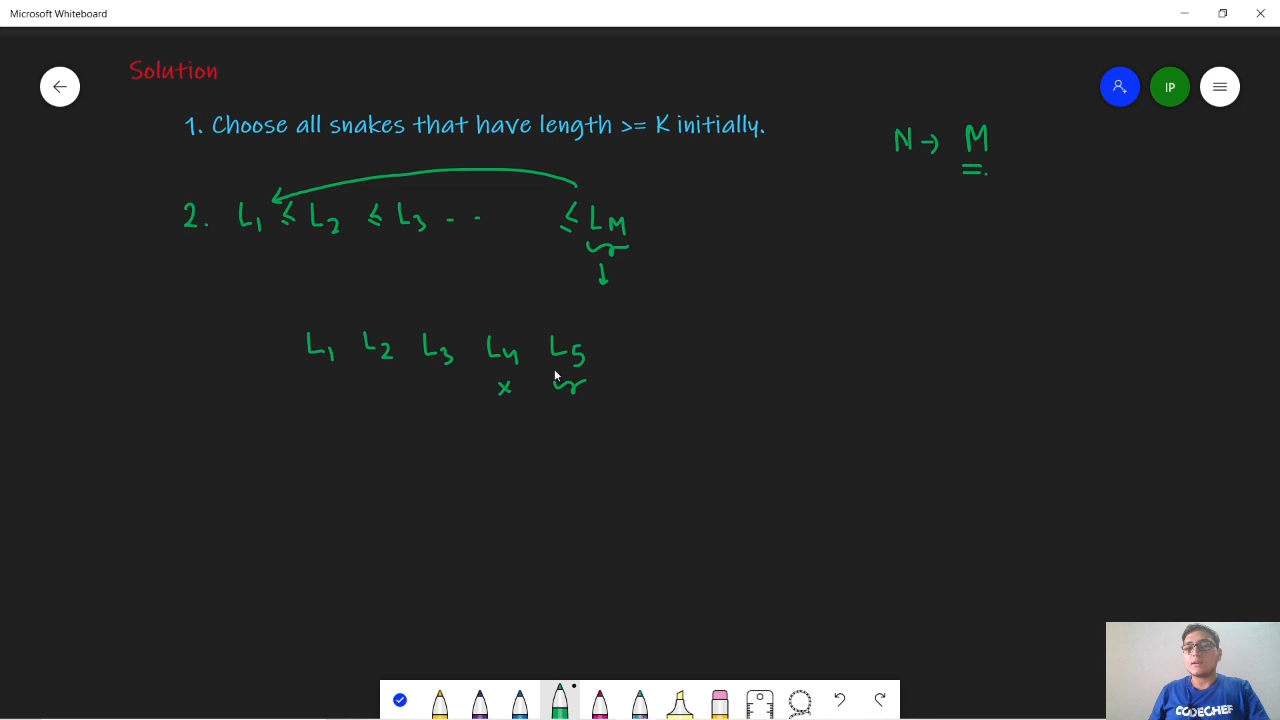 Microsoft Whiteboard
Solution
IP
1. Choose all snakes that have length >= K initially.
N → M
2. L1 ≤ L2 ≤ L3 - - ≤ LM
L1 L2 L3 L4 L5
x
CODECHEF